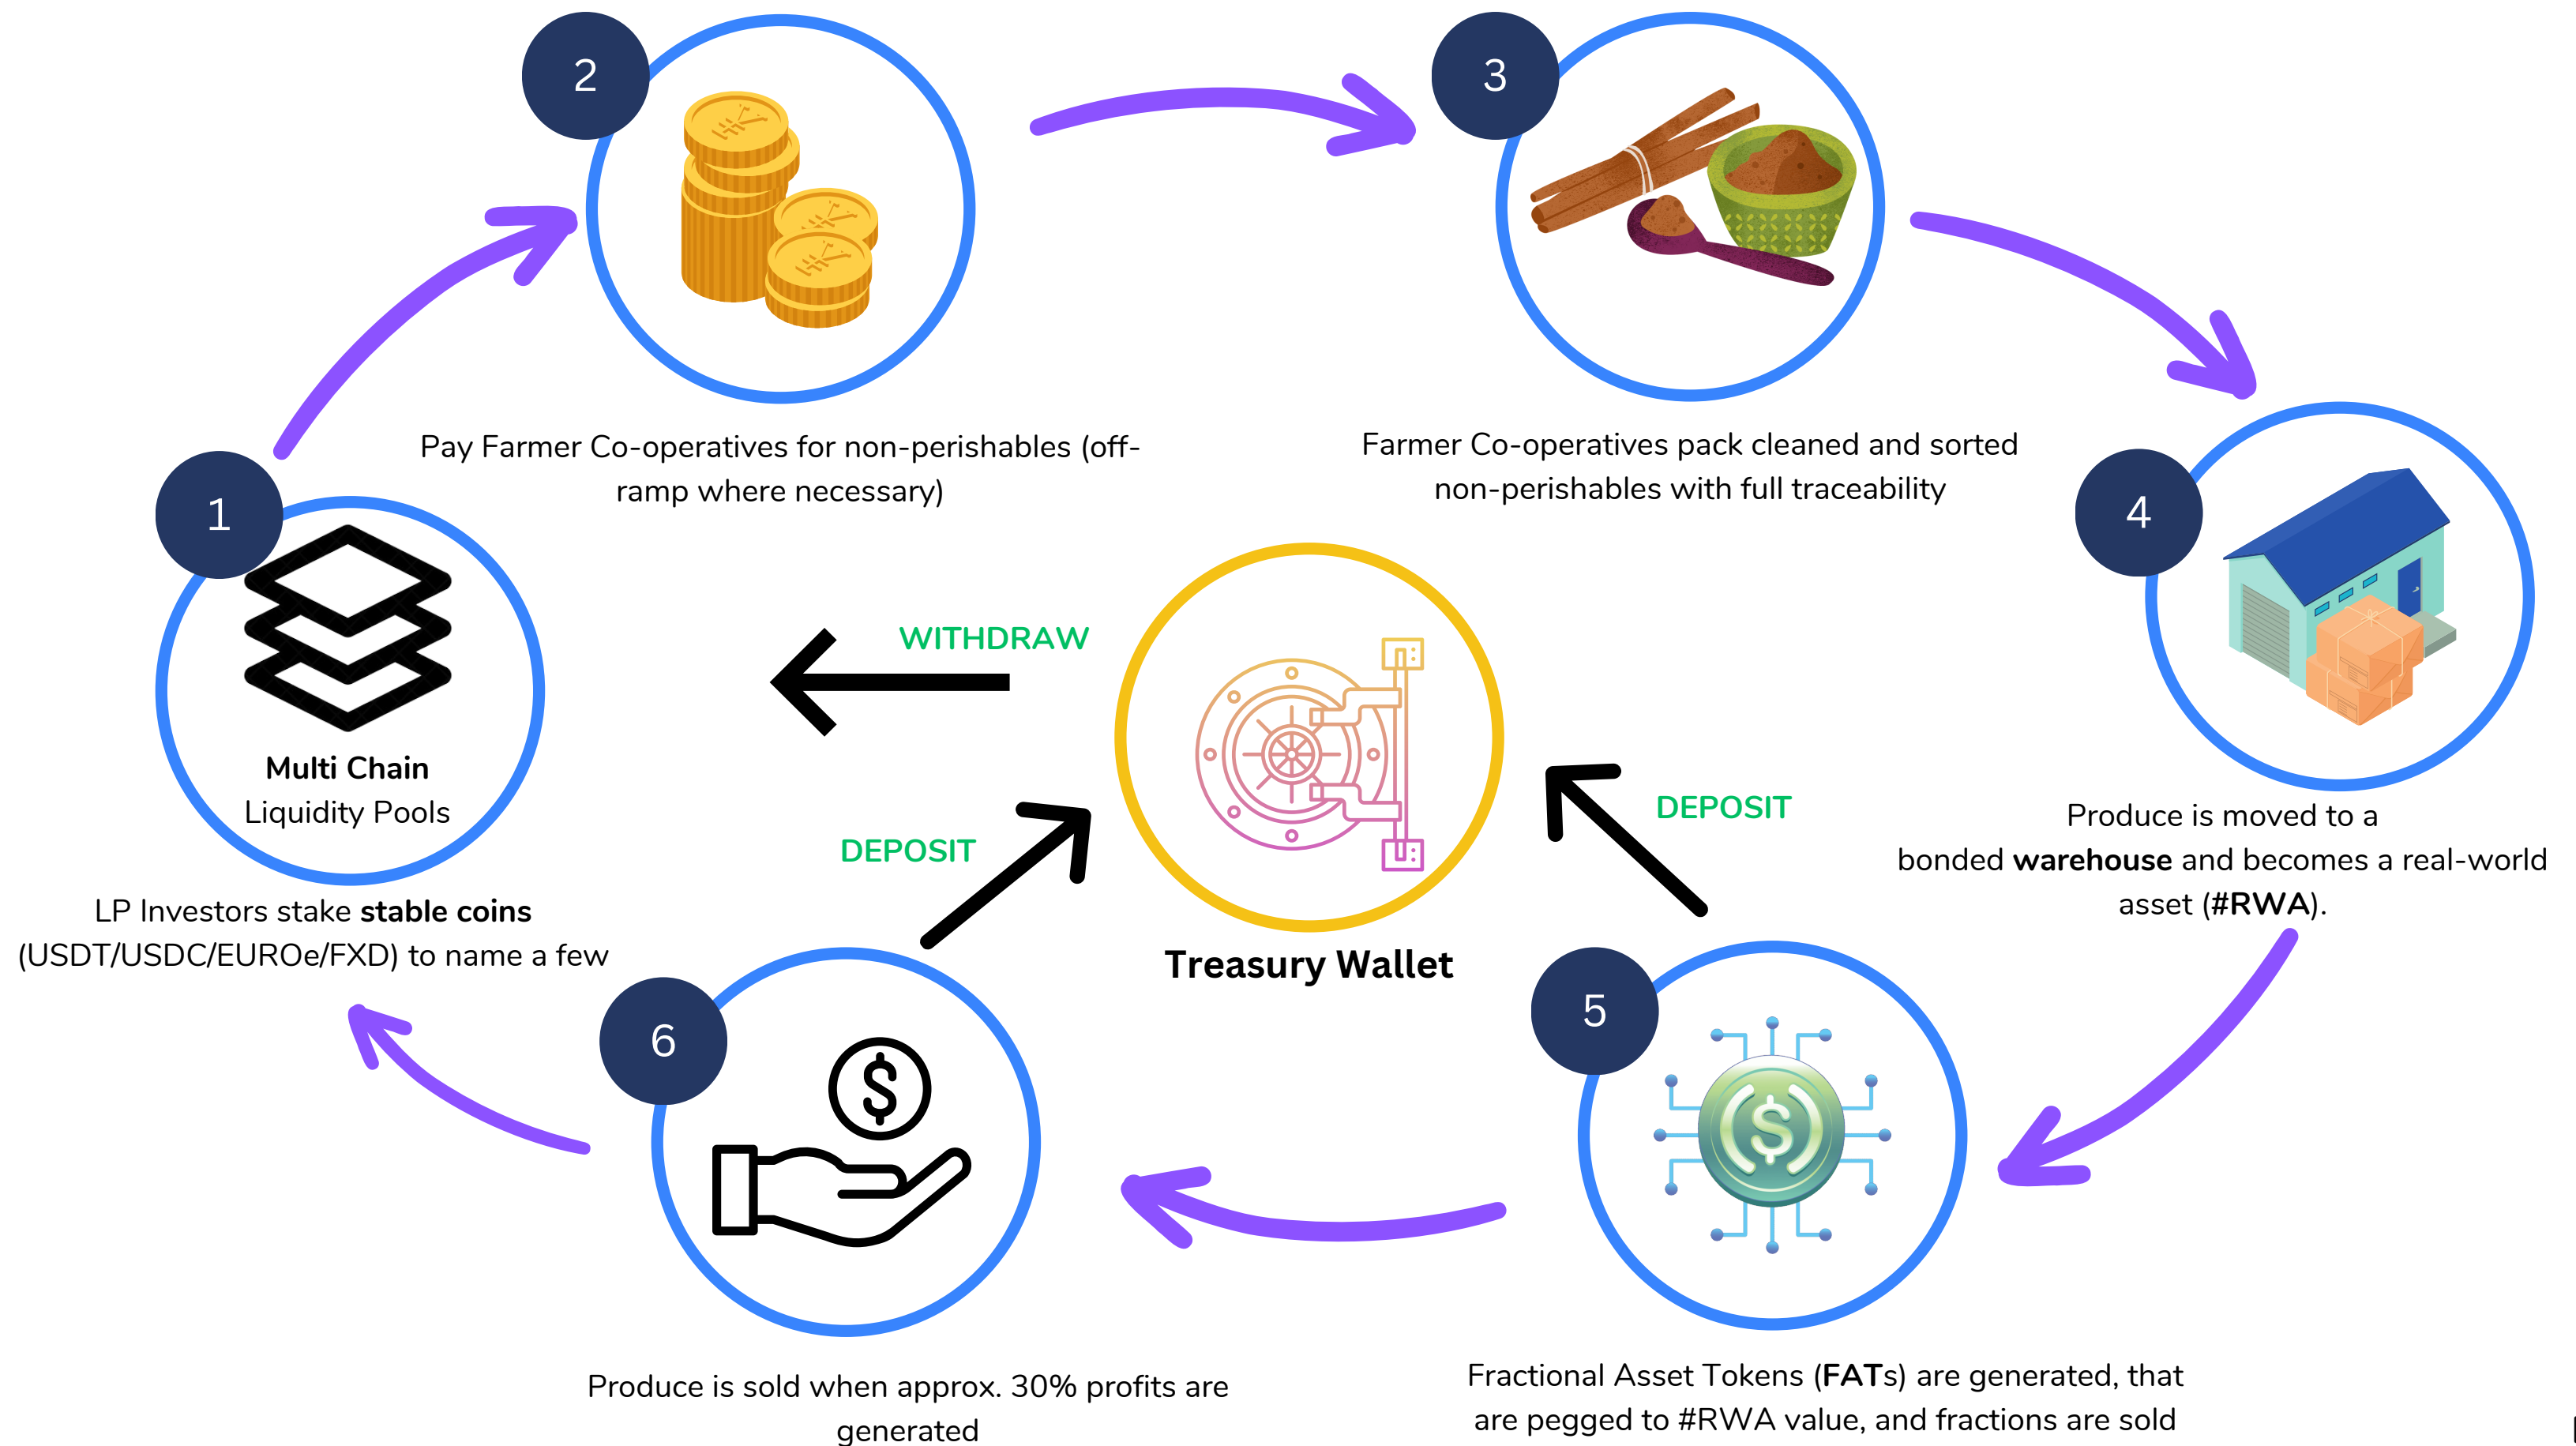 2
Pay Farmer Co-operatives for non-perishables (off-
ramp where necessary)
3
Farmer Co-operatives pack cleaned and sorted
non-perishables with full traceability
1
Multi Chain
Liquidity Pools
LP Investors stake stable coins
(USDT/USDC/EUROe/FXD) to name a few
4
Produce is moved to a
bonded warehouse and becomes a real-world
asset (#RWA).
WITHDRAW
DEPOSIT
DEPOSIT
Treasury Wallet
6
$
Produce is sold when approx. 30% profits are
generated
5
$
Fractional Asset Tokens (FATs) are generated, that
are pegged to #RWA value, and fractions are sold